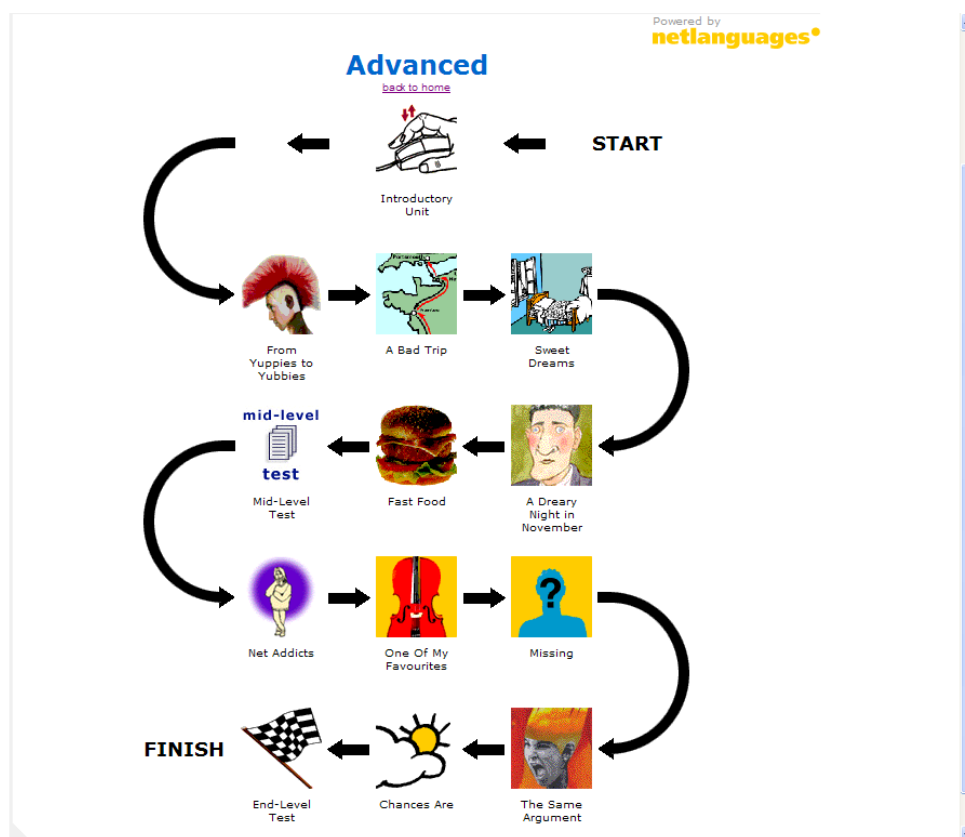 Powered by
netlanguages
Advanced
back to home
START
Introductory
Unit
From
Yuppies to
Yubbies
A Bad Trip
Sweet
Dreams
mid-level
test
Mid-Level
Test
Fast Food
A Dreary
Night in
November
Net Addicts
One Of My
Favourites
?
Missing
FINISH
End-Level
Test
Chances Are
The Same
Argument